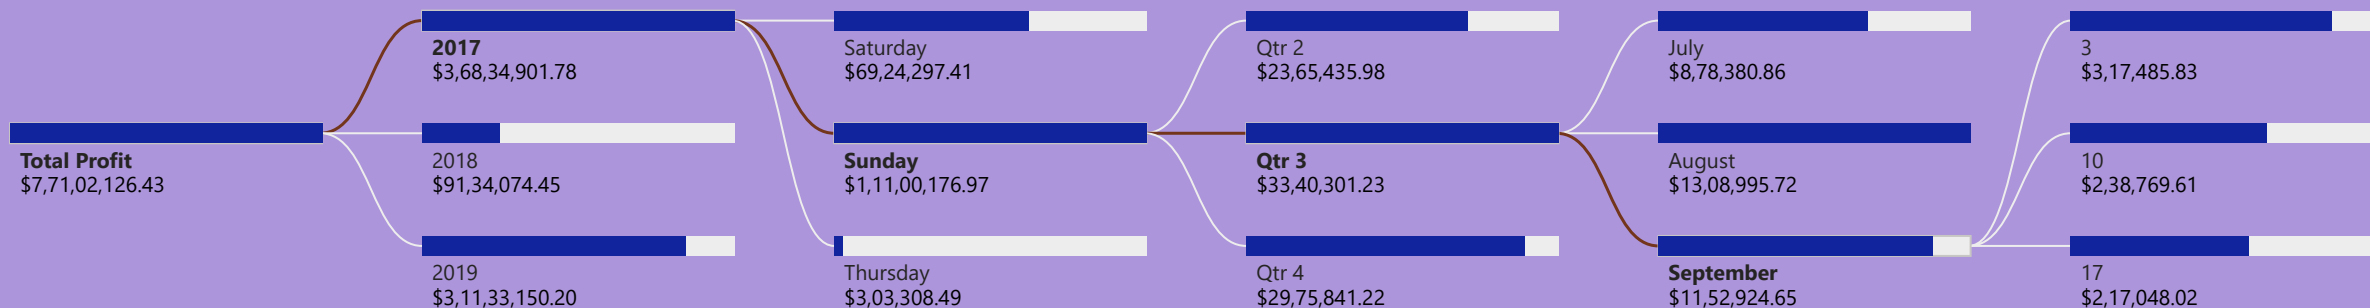 Total Profit
$7,71,02,126.43
2017
$3,68,34,901.78
2018
$91,34,074.45
2019
$3,11,33,150.20
Saturday
$69,24,297.41
Sunday
$1,11,00,176.97
Thursday
$3,03,308.49
Qtr 2
$23,65,435.98
Qtr 3
$33,40,301.23
Qtr 4
$29,75,841.22
July
$8,78,380.86
August
$13,08,995.72
September
$11,52,924.65
3
$3,17,485.83
10
$2,38,769.61
17
$2,17,048.02